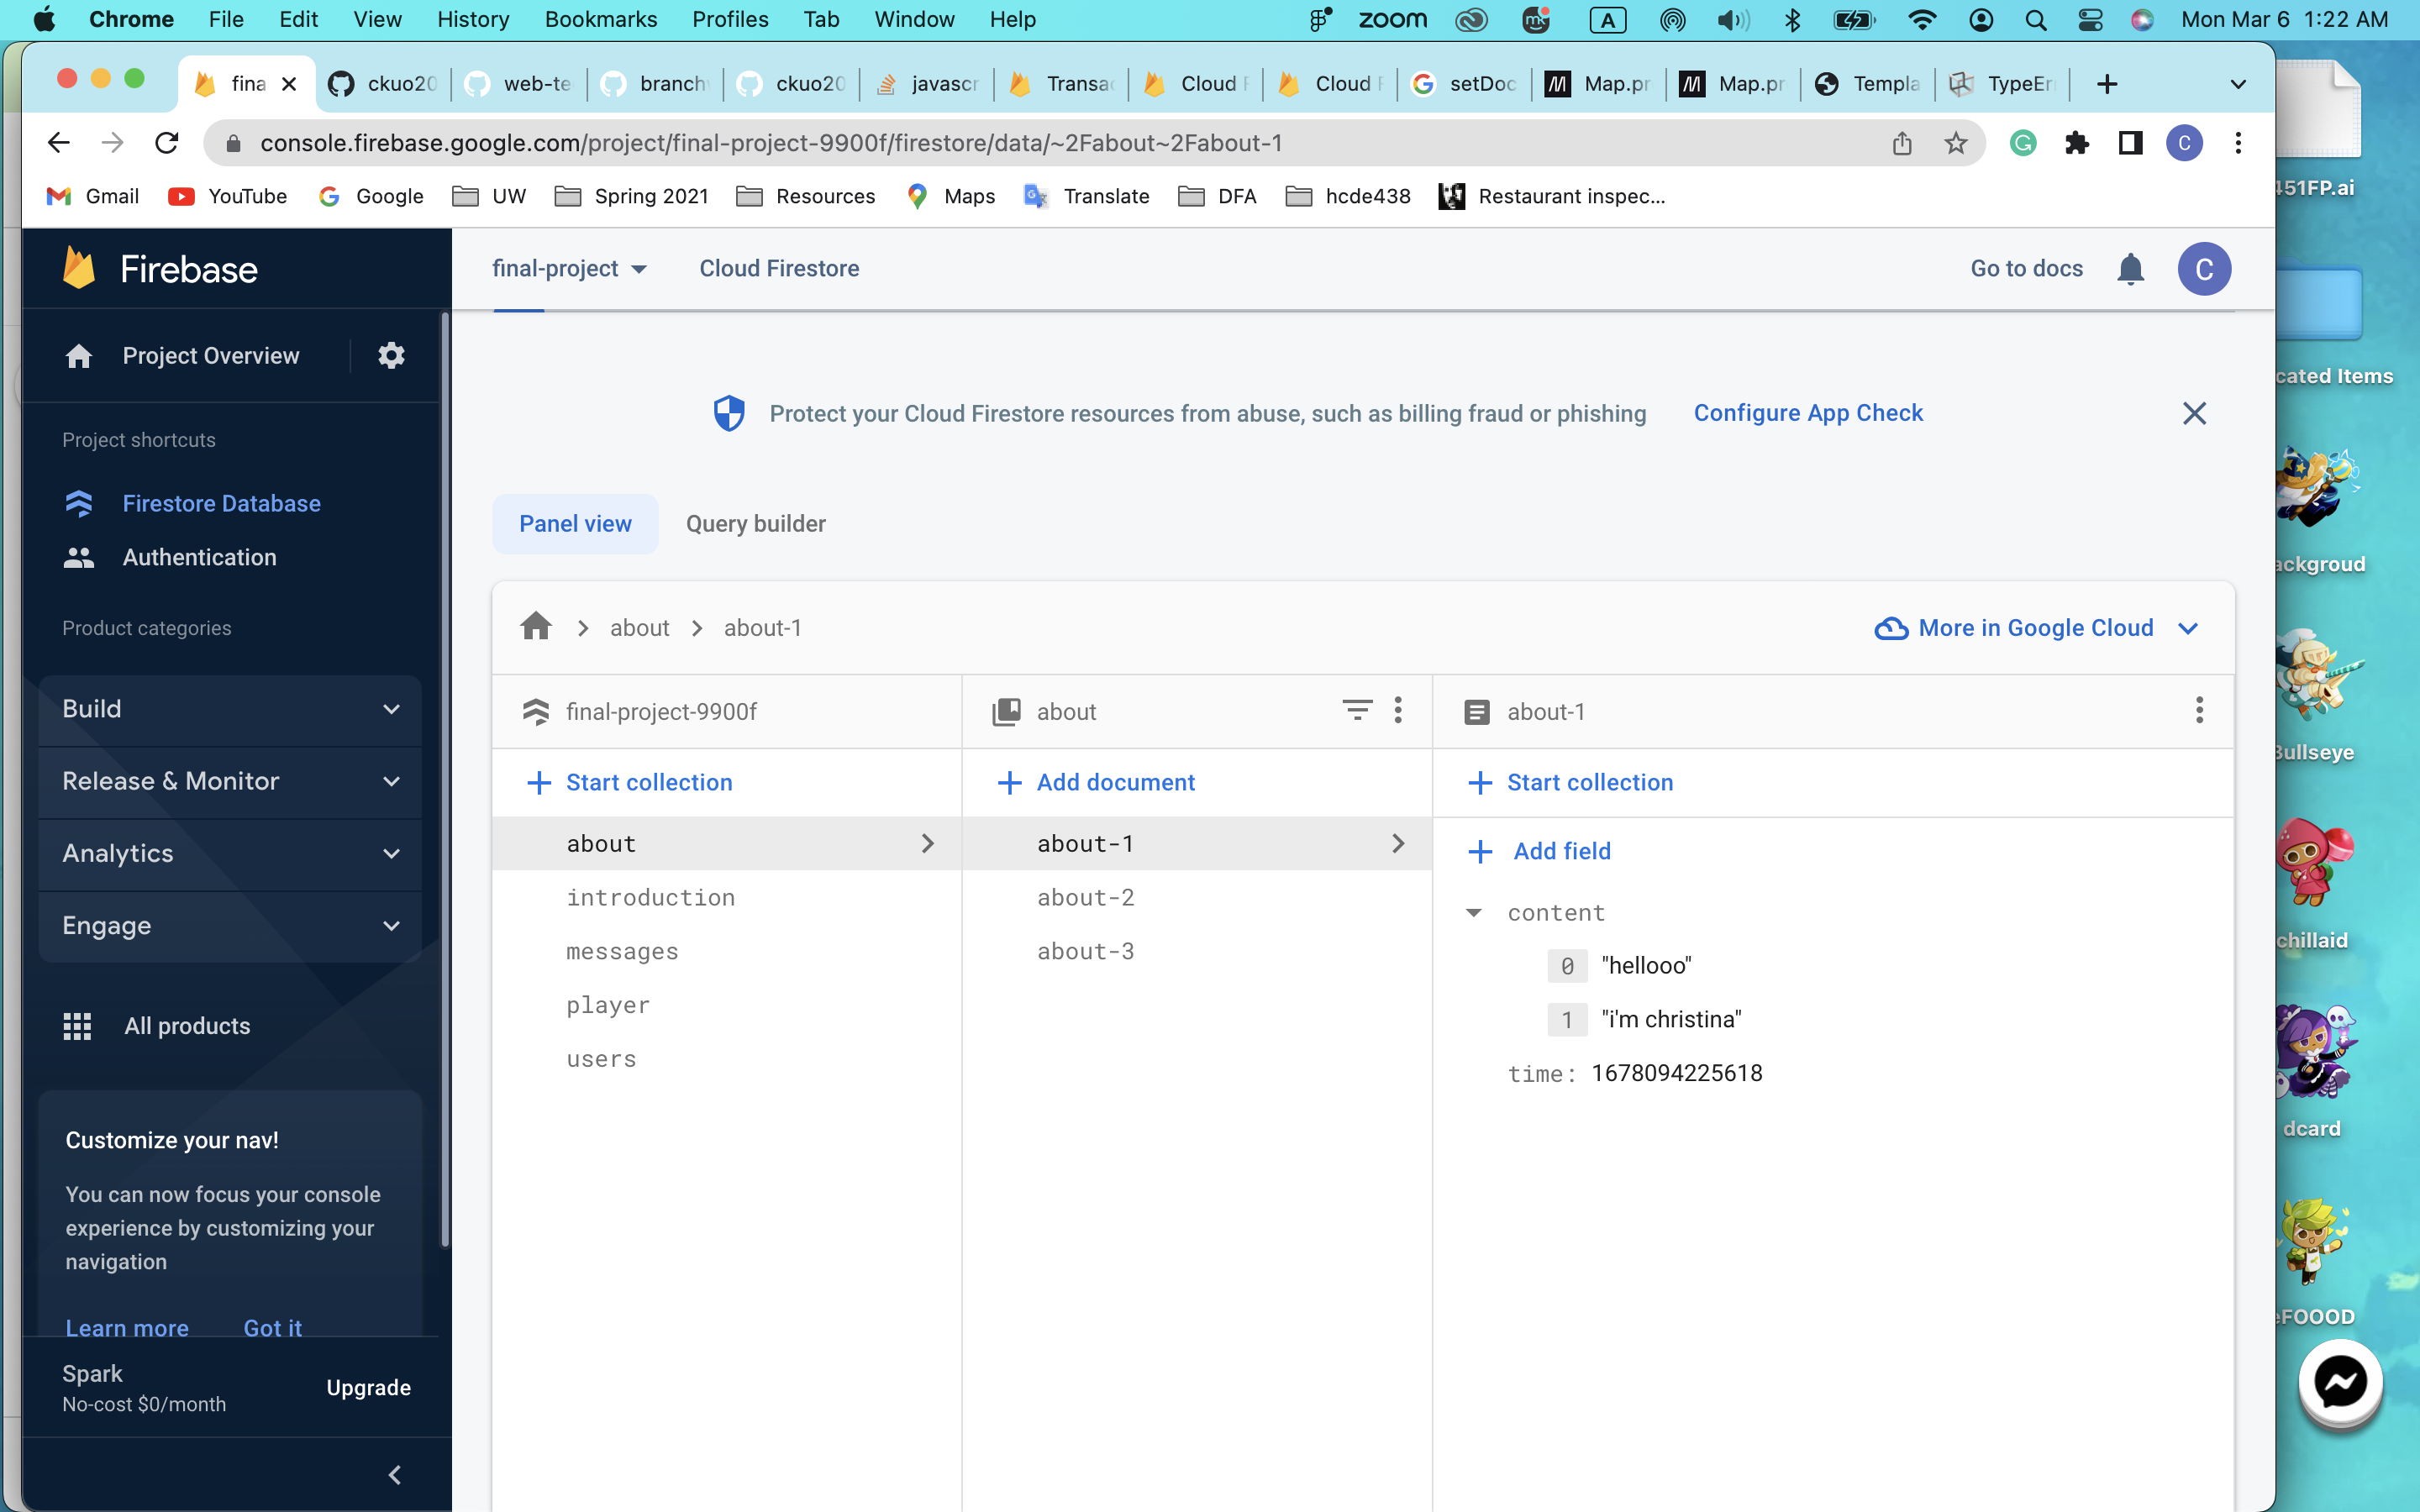 Chrome File Edit View History Bookmarks Profiles Tab Window Help zoom A Mon Mar 6 1:22 AM
fina ckuo20 web-te branch ckuo20 javascr Transac Cloud F Cloud F setDoc Map.pr Map.pr Templa TypeEr
console.firebase.google.com/project/final-project-9900f/firestore/data/~2Fabout~2Fabout-1 C
Gmail YouTube Google UW Spring 2021 Resources Maps Translate DFA hcde438 Restaurant inspec...
451FP.ai
Firebase
final-project Cloud Firestore Go to docs C
Project Overview
cated Items
Protect your Cloud Firestore resources from abuse, such as billing fraud or phishing Configure App Check
Project shortcuts
Firestore Database
Panel view Query builder
Authentication
ackgroud
Product categories
about about-1 More in Google Cloud
Build
final-project-9900f about about-1
Bullseye
Release & Monitor
Start collection Add document Start collection
Analytics
about about-1 Add field
Engage
introduction about-2 content
chillaid
messages about-3 0 "hellooo"
All products
player 1 "i'm christina"
users time: 1678094225618
Customize your nav!
dcard
You can now focus your console
experience by customizing your
navigation
Learn more Got it
eFOOOD
Spark
No-cost $0/month
Upgrade